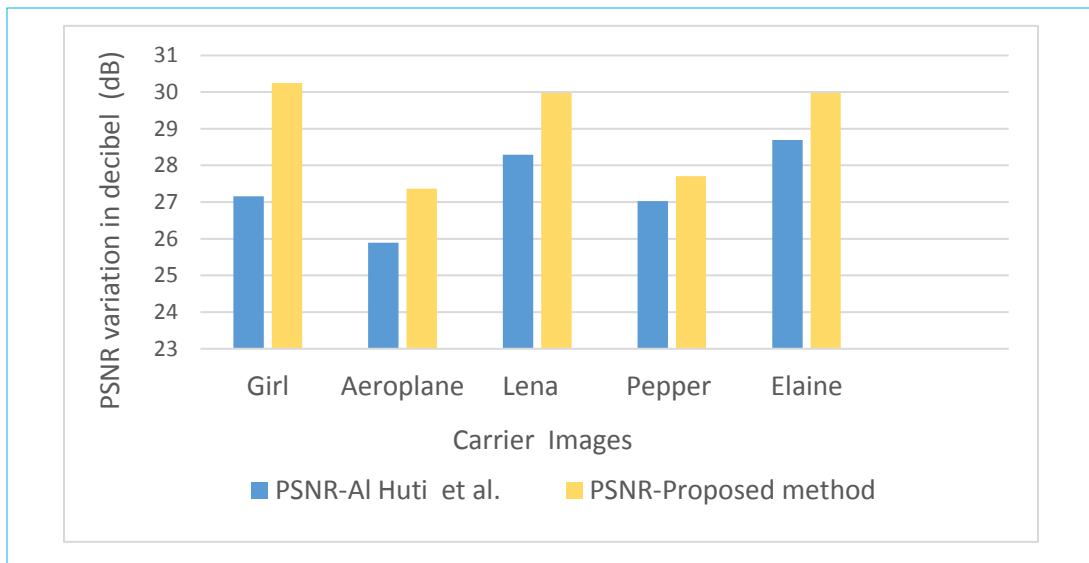 PSNR variation in decibel (dB)
31
30
29
28
27
26
25
24
23
Girl Aeroplane Lena Pepper Elaine
Carrier Images
PSNR-Al Huti et al. PSNR-Proposed method